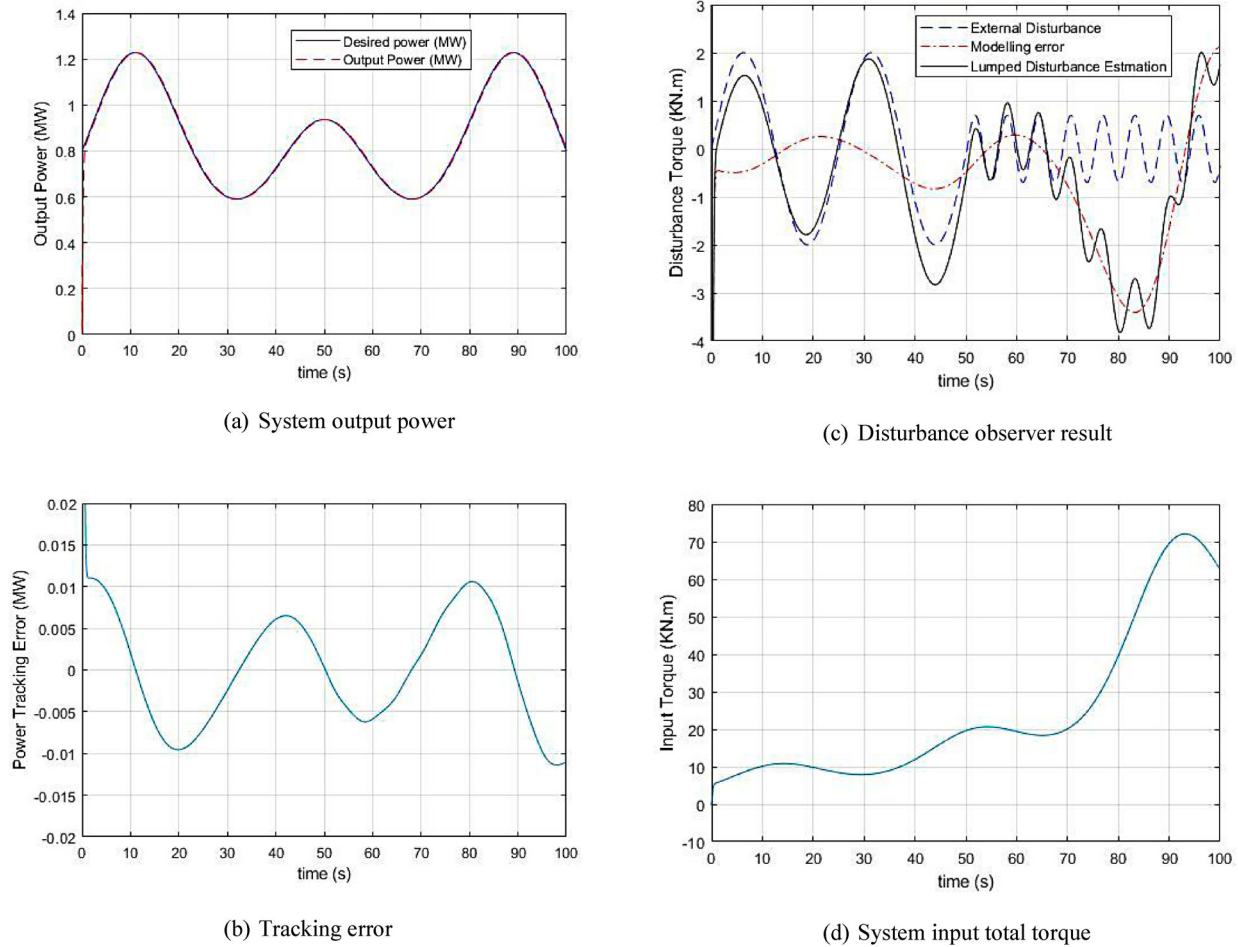 1.4
1.2
1
0.8
0.6
0.4
0.2
0
Output Power (MW)
Desired power (MW)
Output Power (MW)
0 10 20 30 40 50 60 70 80 90 100
time (s)
(a) System output power
3
2
1
0
-1
-2
-3
-4
Disturbance Torque (KN.m)
External Disturbance
Modelling error
Lumped Disturbance Estmation
0 10 20 30 40 50 60 70 80 90 100
time (s)
(c) Disturbance observer result
0.02
0.015
0.01
0.005
0
-0.005
-0.01
-0.015
-0.02
Power Tracking Error (MW)
0 10 20 30 40 50 60 70 80 90 100
time (s)
(b) Tracking error
80
70
60
50
40
30
20
10
0
-10
Input Torque (KN.m)
0 10 20 30 40 50 60 70 80 90 100
time (s)
(d) System input total torque